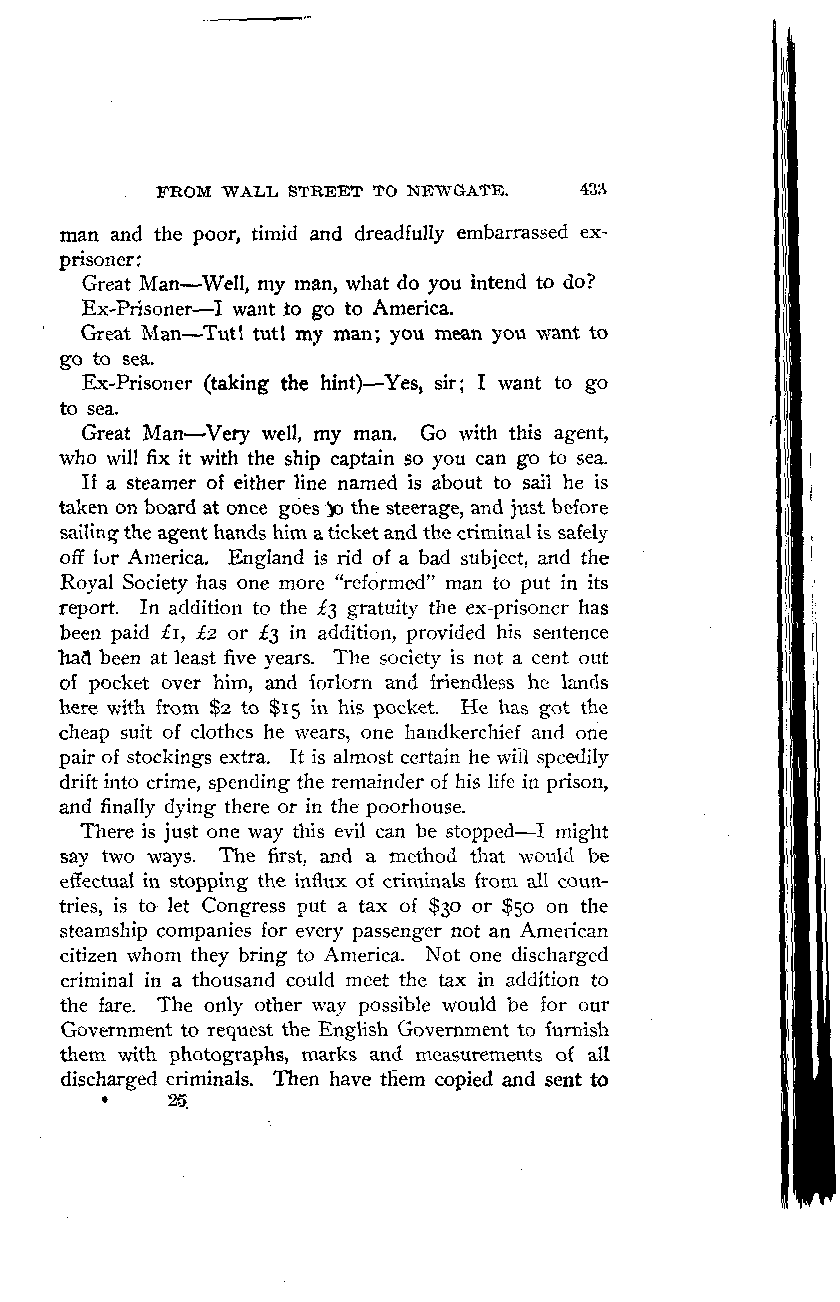 FROM WALL STREET TO NEWGATE. 433
man and the poor, timid and dreadfully embarrassed ex-
prisoner:
Great Man—Well, my man, what do you intend to do?
Ex-Prisoner—I want to go to America.
Great Man—Tut! tut! my man; you mean you want to
go to sea.
Ex-Prisoner (taking the hint)—Yes, sir; I want to go
to sea.
Great Man—Very well, my man. Go with this agent,
who will fix it with the ship captain so you can go to sea.
If a steamer of either line named is about to sail he is
taken on board at once goes to the steerage, and just before
sailing the agent hands him a ticket and the criminal is safely
off for America. England is rid of a bad subject, and the
Royal Society has one more "reformed" man to put in its
report. In addition to the £3 gratuity the ex-prisoner has
been paid £1, £2 or £3 in addition, provided his sentence
had been at least five years. The society is not a cent out
of pocket over him, and forlorn and friendless he lands
here with from $2 to $15 in his pocket. He has got the
cheap suit of clothes he wears, one handkerchief and one
pair of stockings extra. It is almost certain he will speedily
drift into crime, spending the remainder of his life in prison,
and finally dying there or in the poorhouse.
There is just one way this evil can be stopped—I might
say two ways. The first, and a method that would be
effectual in stopping the influx of criminals from all coun-
tries, is to let Congress put a tax of $30 or $50 on the
steamship companies for every passenger not an American
citizen whom they bring to America. Not one discharged
criminal in a thousand could meet the tax in addition to
the fare. The only other way possible would be for our
Government to request the English Government to furnish
them with photographs, marks and measurements of all
discharged criminals. Then have them copied and sent to
25